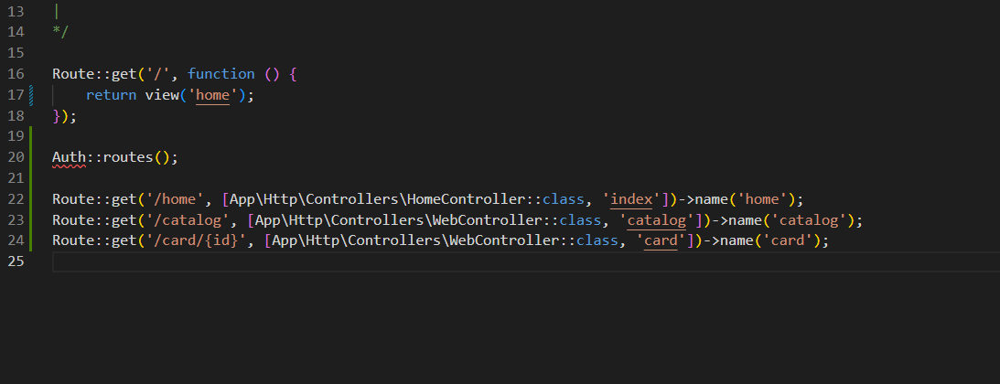 13 |
14 */
15
16 Route::get('/', function () {
17     return view('home');
18 });
19
20 Auth::routes();
21
22 Route::get('/home', [App\Http\Controllers\HomeController::class, 'index'])->name('home');
23 Route::get('/catalog', [App\Http\Controllers\WebController::class, 'catalog'])->name('catalog');
24 Route::get('/card/{id}', [App\Http\Controllers\WebController::class, 'card'])->name('card');
25